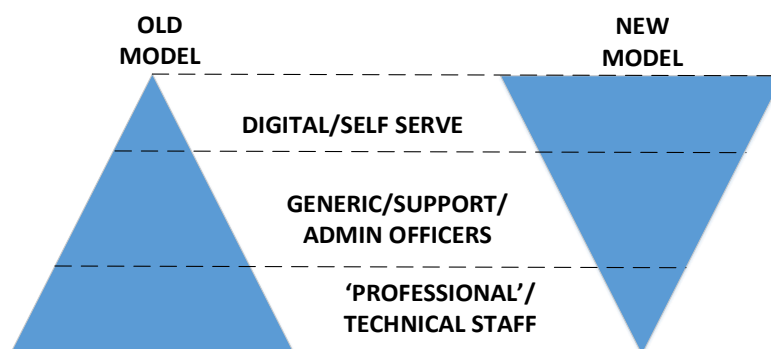 OLD
MODEL
NEW
MODEL
DIGITAL/SELF SERVE
GENERIC/SUPPORT/
ADMIN OFFICERS
‘PROFESSIONAL’/
TECHNICAL STAFF